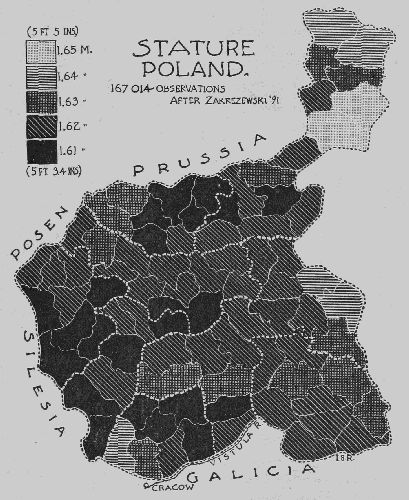 (5 FT 5 INS)
1.65 M.
1.64 "
1.63 "
1.62 "
1.61 "
(5 FT 3.4 INS)
STATURE
POLAND.
167 014 OBSERVATIONS
AFTER ZAKRZEWSKI '91
PRUSSIA
POSEN
SILESIA
VISTULA R.
GALICIA
CRACOW